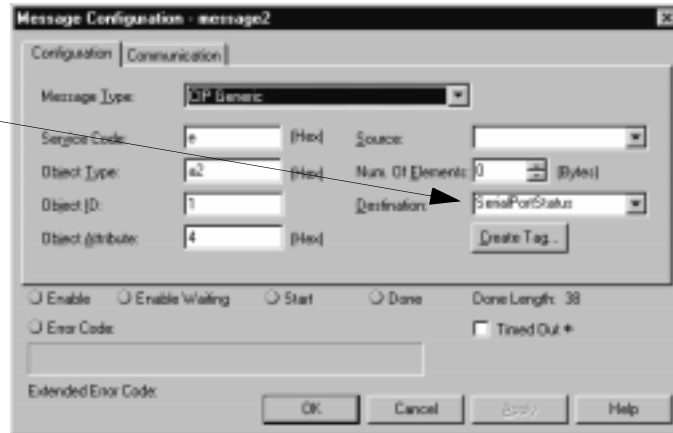 Message Configuration - message2
Configuration Communication
Message Type: CIP Generic
Service Code: e (Hex) Source:
Object Type: a2 (Hex) Num. Of Elements: 0 (Bytes)
Object ID: 1 Destination: SerialPortStatus
Object Attribute: 4 (Hex) Create Tag...
Enable Enable Waiting Start Done Done Length: 38
Error Code: Timed Out
Extended Error Code:
OK Cancel Apply Help